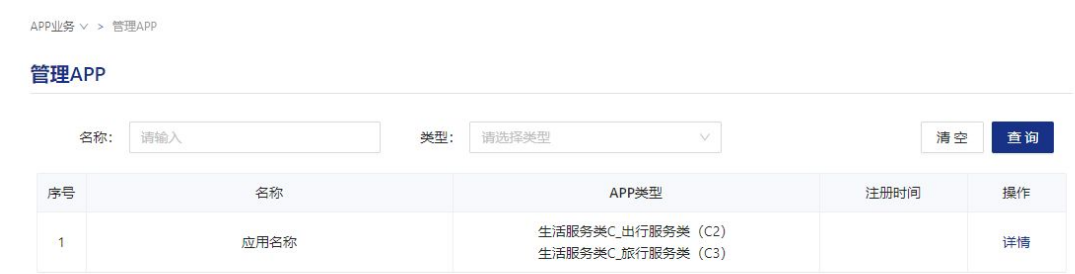 APP业务 > 管理APP
管理APP
名称： 请输入 类型： 请选择类型 清空 查询
序号 名称 APP类型 注册时间 操作
1 应用名称 生活服务类C_出行服务类（C2） 详情
生活服务类C_旅行服务类（C3）